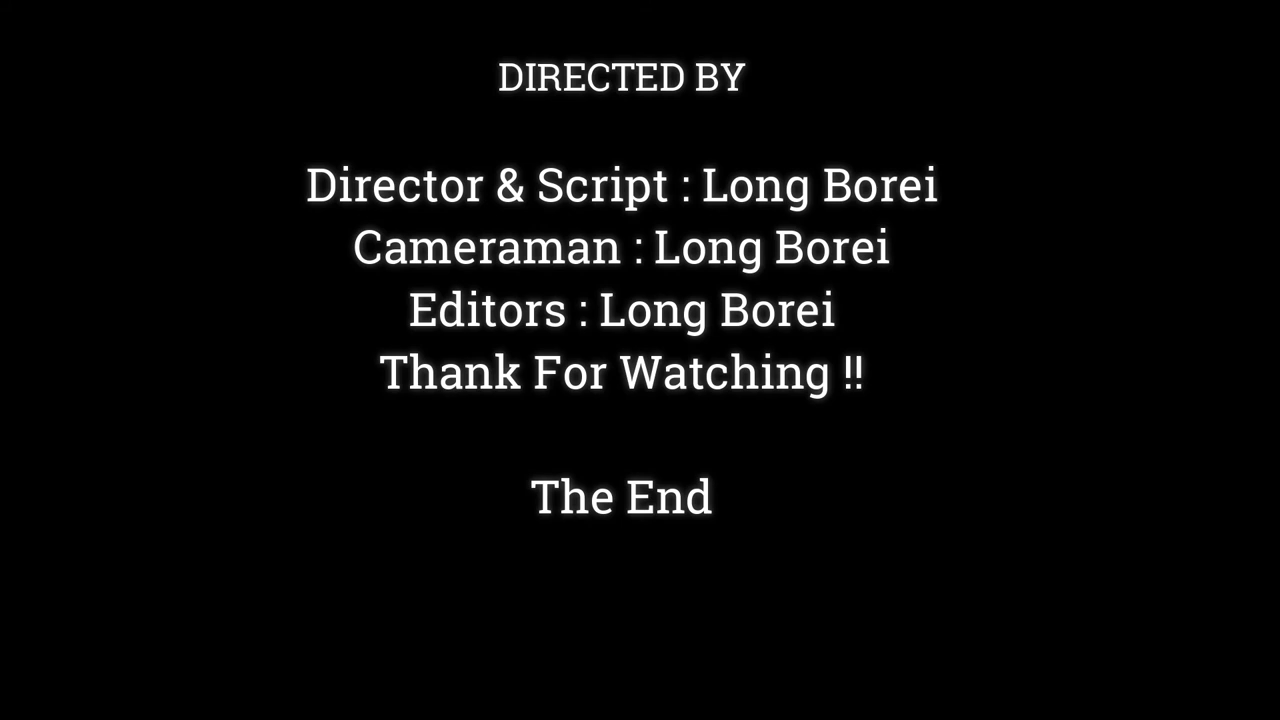 DIRECTED BY
Director & Script : Long Borei
Cameraman : Long Borei
Editors : Long Borei
Thank For Watching !!
The End